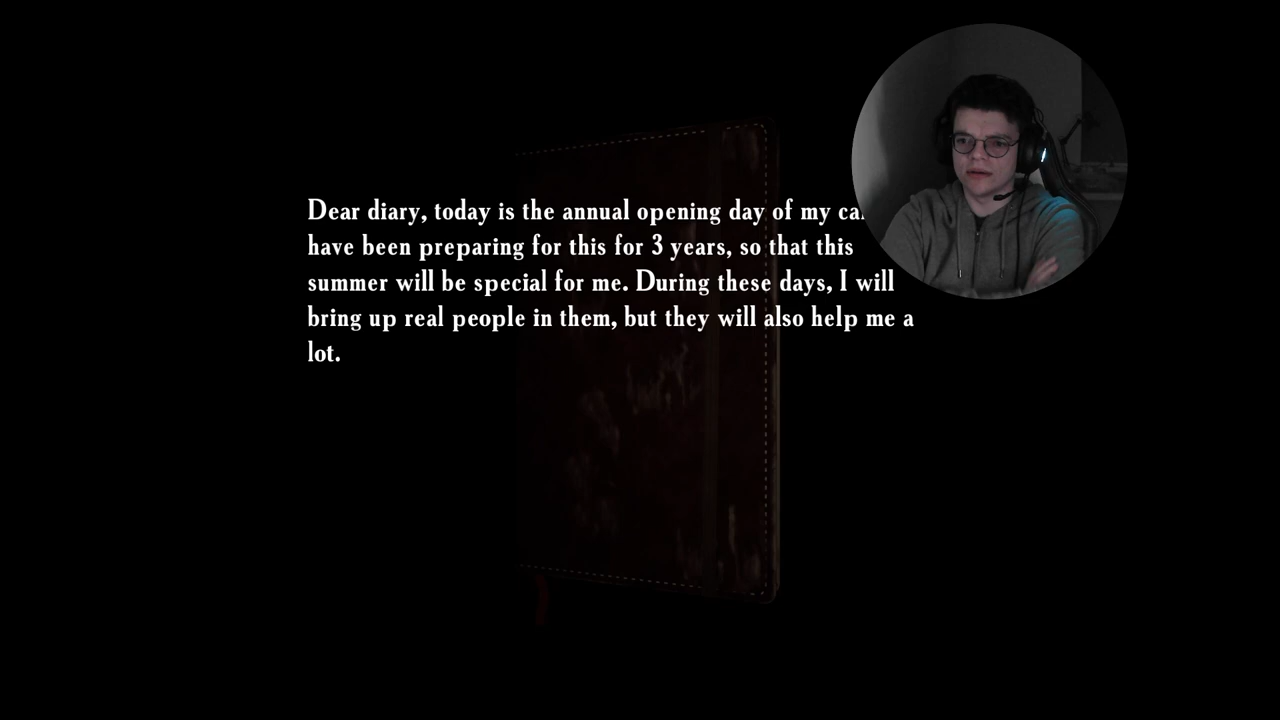 Dear diary, today is the annual opening day of my
have been preparing for this for 3 years, so that this
summer will be special for me. During these days, I will
bring up real people in them, but they will also help me a
lot.